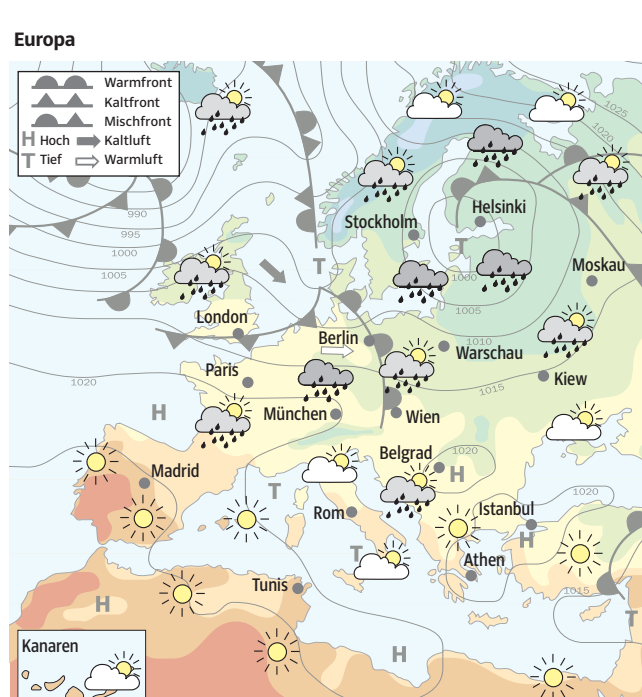 Europa
Warmfront
Kaltfront
Mischfront
H Hoch Kaltluft
T Tief Warmluft
1025
1020
990
995
1000
1005
Stockholm
Helsinki
T
Moskau
T
1000
1005
London
Berlin
1010
Warschau
Paris
1020
1015
Kiew
H
München
Wien
Belgrad
1020
H
Madrid
T
1020
Rom
Istanbul
H
T
Athen
Tunis
1015
H
T
Kanaren
H